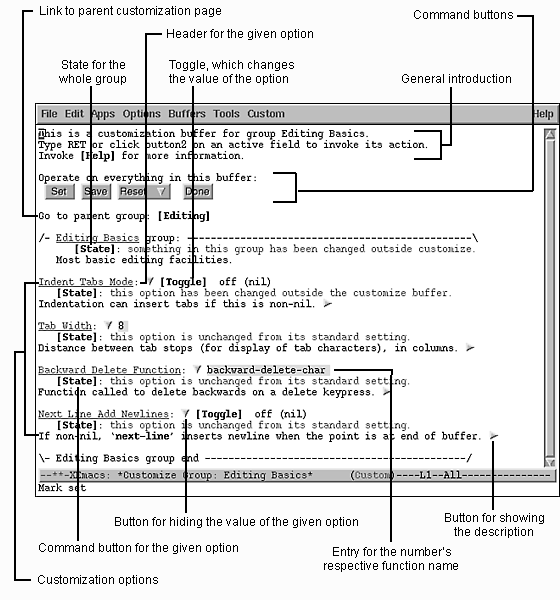 Link to parent customization page
Command buttons
Header for the given option
State for the
whole group
Toggle, which changes
the value of the option
General introduction
File Edit Apps Options Buffers Tools Custom Help
This is a customization buffer for group Editing Basics.
Type RET or click button2 on an active field to invoke its action.
Invoke [Help] for more information.
Operate on everything in this buffer:
Set Save Reset Done
Go to parent group: [Editing]
/- Editing Basics group: ------------------------------------------\
[State]: something in this group has been changed outside customize.
Most basic editing facilities.
Indent Tabs Mode: [Toggle] off (nil)
[State]: this option has been changed outside the customize buffer.
Indentation can insert tabs if this is non-nil.
Tab Width: 8
[State]: this option is unchanged from its standard setting.
Distance between tab stops (for display of tab characters), in columns.
Backward Delete Function: backward-delete-char
[State]: this option is unchanged from its standard setting.
Function called to delete backwards on a delete keypress.
Next Line Add Newlines: [Toggle] off (nil)
[State]: this option is unchanged from its standard setting.
If non-nil, `next-line' inserts newline when the point is at end of buffer.
\- Editing Basics group end ---------------------------------------/
--**-XEmacs: *Customize Group: Editing Basics* (Custom)----L1--All---------------
Mark set
Button for hiding the value of the given option
Button for showing
the description
Command button for the given option
Entry for the number's
respective function name
Customization options